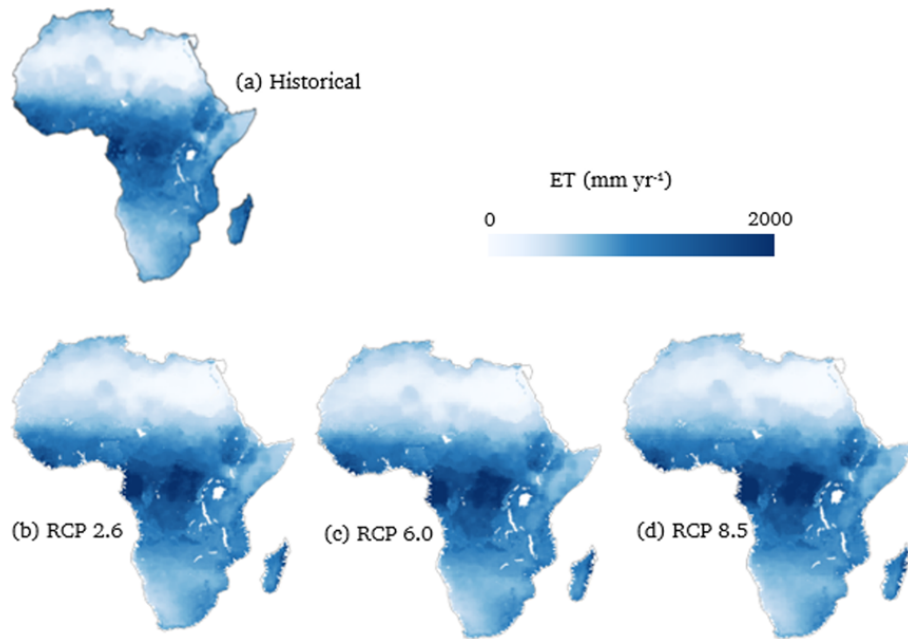 (a) Historical
ET (mm yr⁻¹)
0 2000
(b) RCP 2.6
(c) RCP 6.0
(d) RCP 8.5